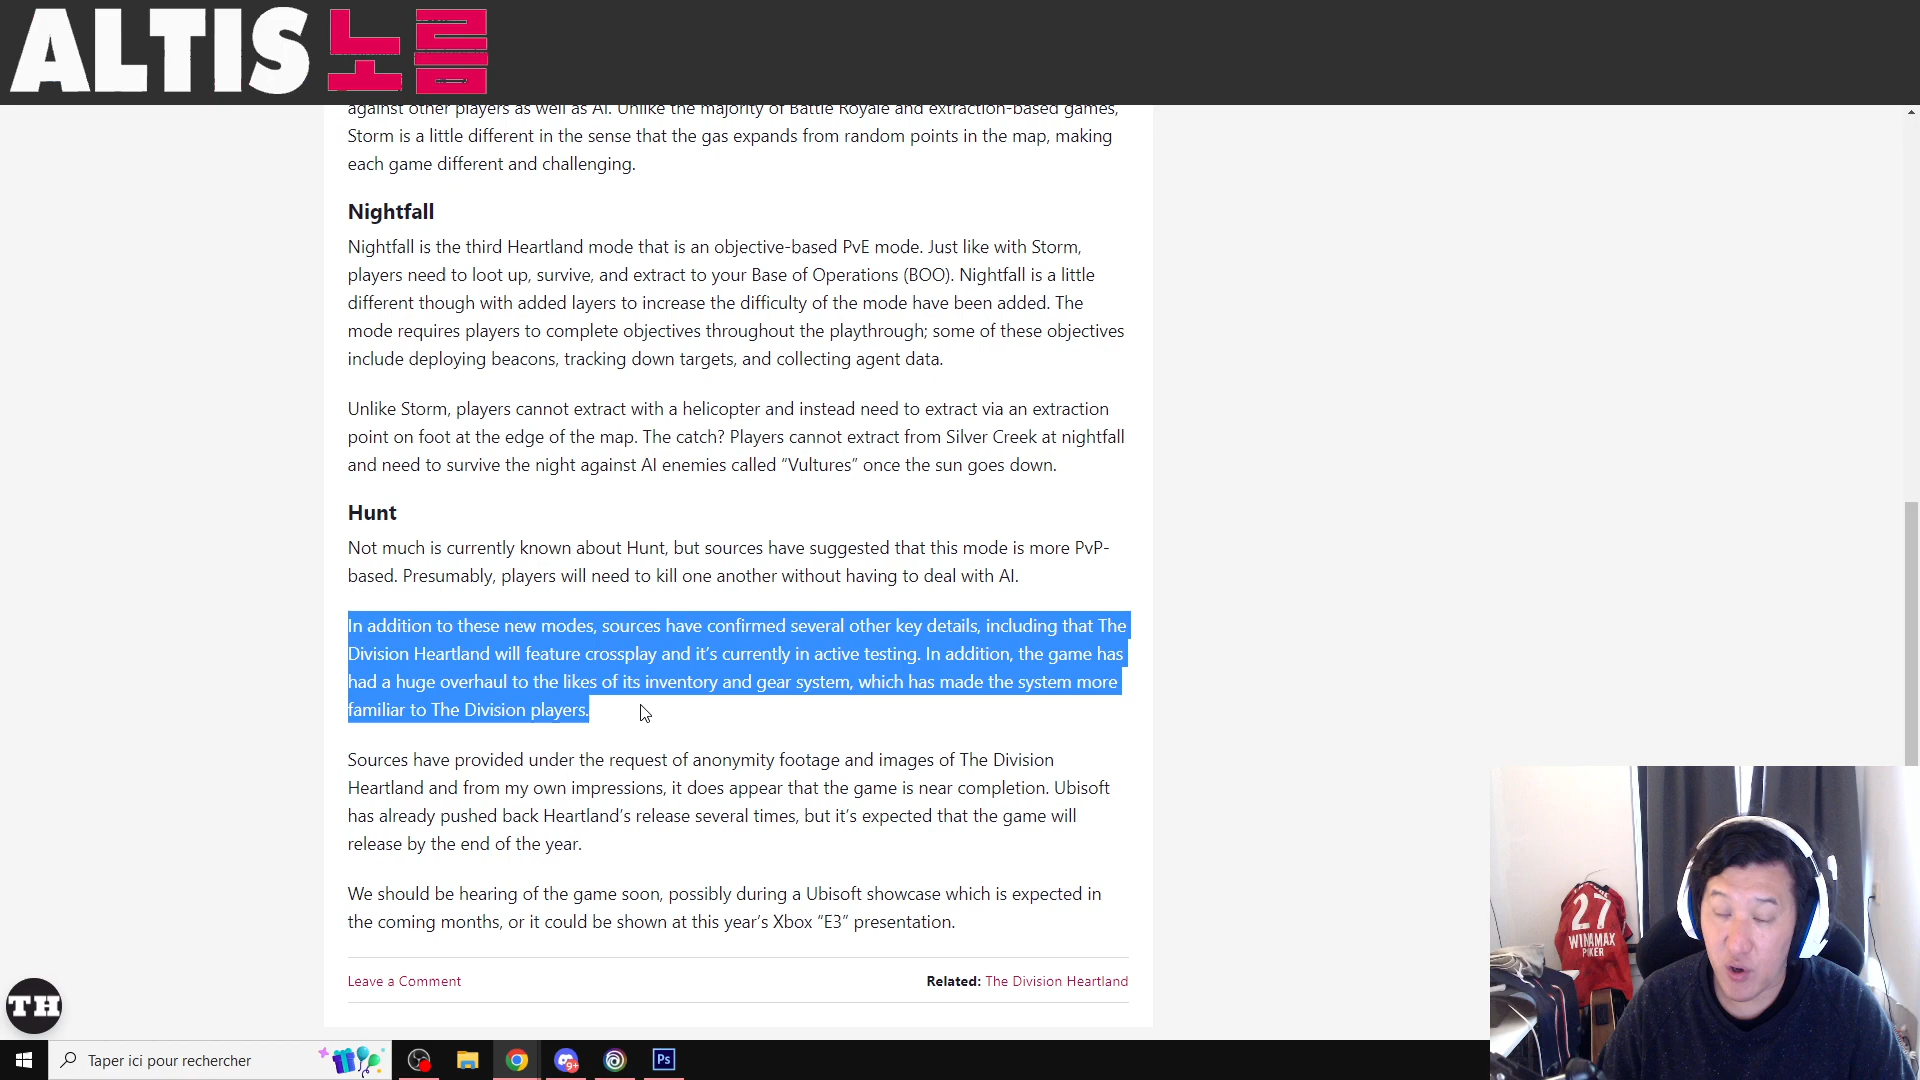 ALTIS 노름
against other players as well as AI. Unlike the majority of Battle Royale and extraction-based games,
Storm is a little different in the sense that the gas expands from random points in the map, making
each game different and challenging.
Nightfall
Nightfall is the third Heartland mode that is an objective-based PvE mode. Just like with Storm,
players need to loot up, survive, and extract to your Base of Operations (BOO). Nightfall is a little
different though with added layers to increase the difficulty of the mode have been added. The
mode requires players to complete objectives throughout the playthrough; some of these objectives
include deploying beacons, tracking down targets, and collecting agent data.
Unlike Storm, players cannot extract with a helicopter and instead need to extract via an extraction
point on foot at the edge of the map. The catch? Players cannot extract from Silver Creek at nightfall
and need to survive the night against AI enemies called “Vultures” once the sun goes down.
Hunt
Not much is currently known about Hunt, but sources have suggested that this mode is more PvP-
based. Presumably, players will need to kill one another without having to deal with AI.
In addition to these new modes, sources have confirmed several other key details, including that The
Division Heartland will feature crossplay and it’s currently in active testing. In addition, the game has
had a huge overhaul to the likes of its inventory and gear system, which has made the system more
familiar to The Division players.
Sources have provided under the request of anonymity footage and images of The Division
Heartland and from my own impressions, it does appear that the game is near completion. Ubisoft
has already pushed back Heartland’s release several times, but it’s expected that the game will
release by the end of the year.
We should be hearing of the game soon, possibly during a Ubisoft showcase which is expected in
the coming months, or it could be shown at this year’s Xbox “E3” presentation.
Leave a Comment
Related: The Division Heartland
TH
27
WINAMAX
POKER
Taper ici pour rechercher
9+
Ps